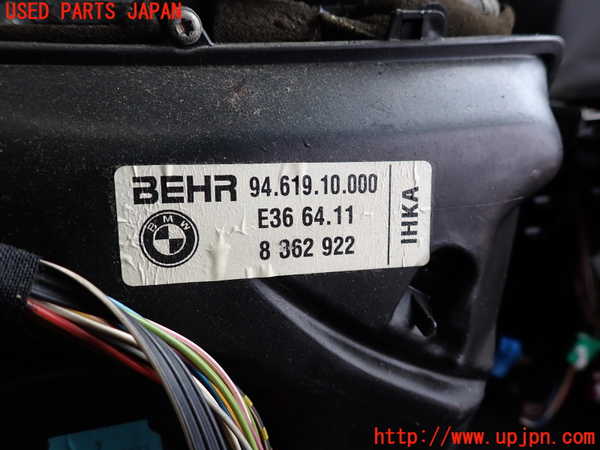 USED PARTS JAPAN
BEHR 94.619.10.000
BMW E36 64.11
8 362 922
IHKA
http://www.upjpn.com/